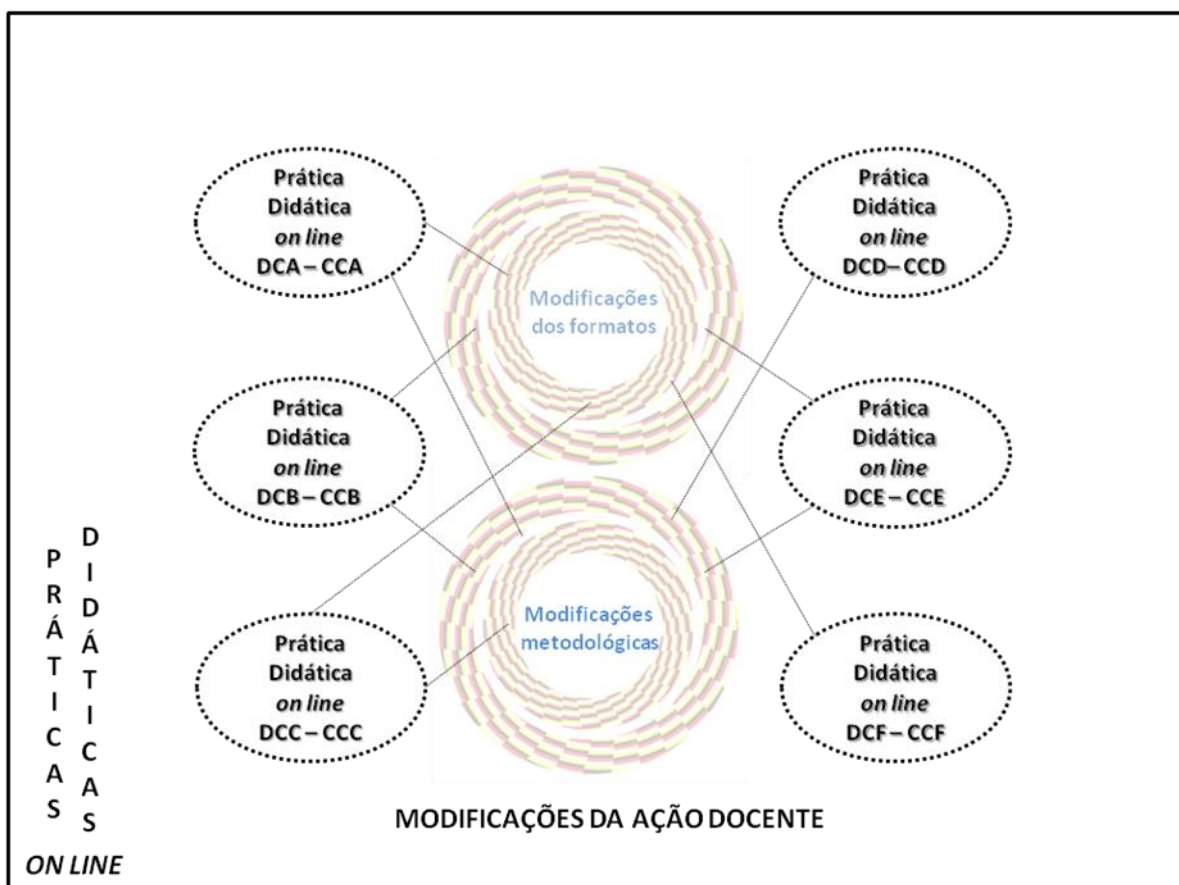 Prática
Didática
on line
DCA – CCA
Prática
Didática
on line
DCD– CCD
Modificações
dos formatos
Prática
Didática
on line
DCB – CCB
Prática
Didática
on line
DCE – CCE
Modificações
metodológicas
Prática
Didática
on line
DCC – CCC
Prática
Didática
on line
DCF – CCF
PRÁTICAS
DIDÁTICAS
ON LINE
MODIFICAÇÕES DA AÇÃO DOCENTE